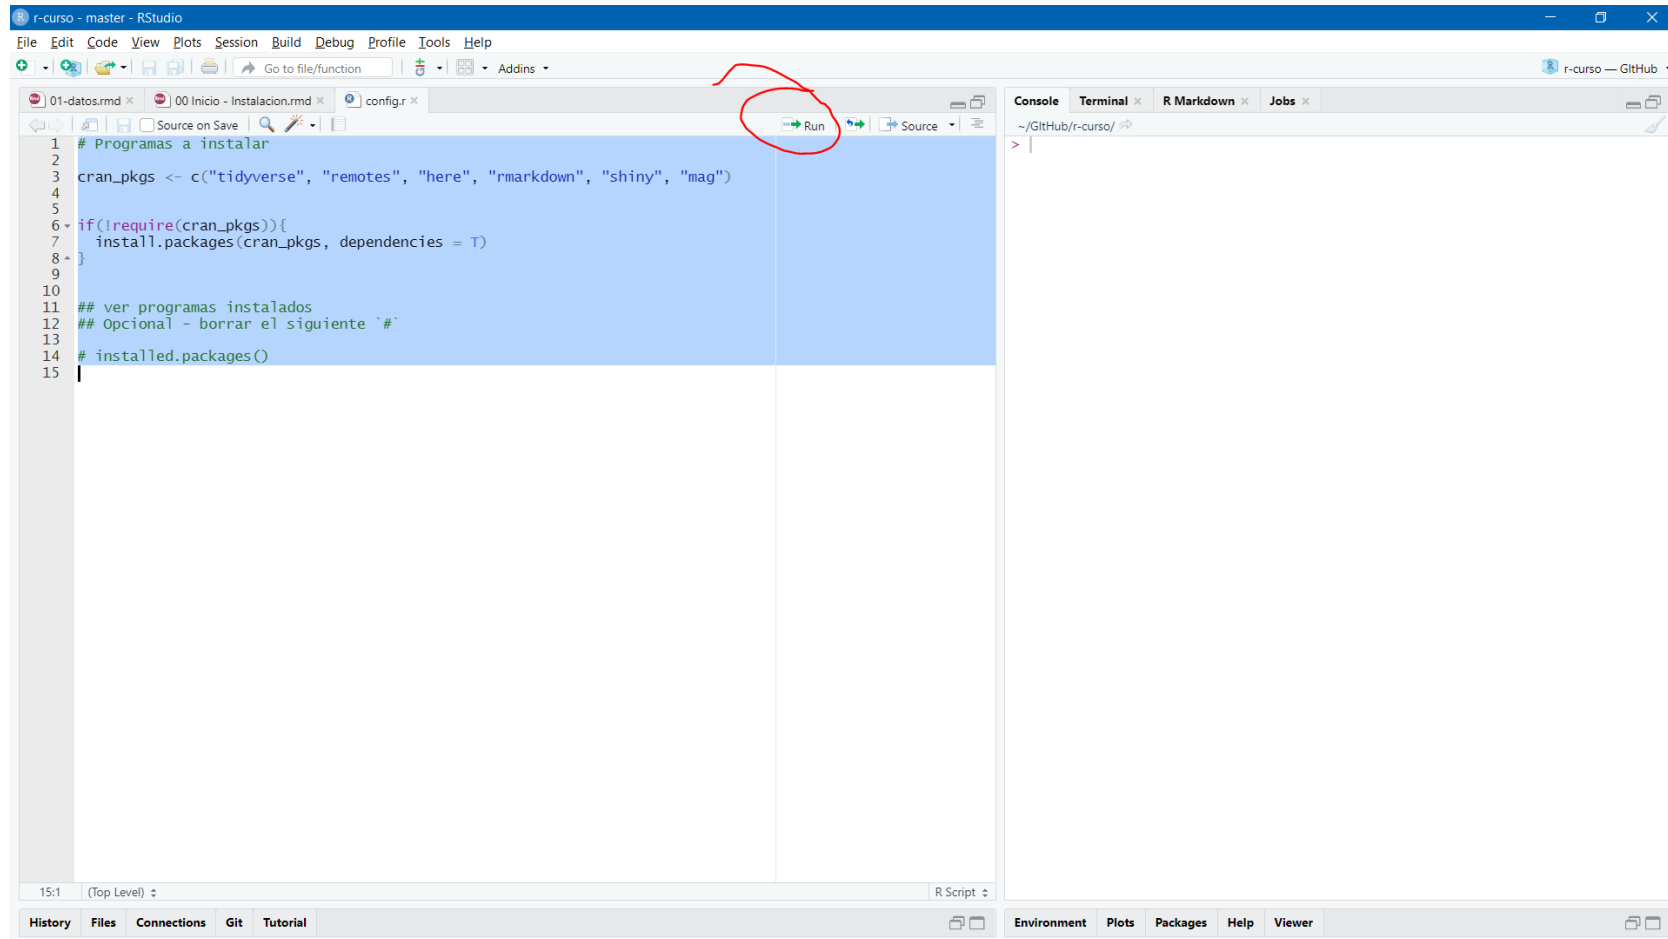 r-curso - master - RStudio
File Edit Code View Plots Session Build Debug Profile Tools Help
Go to file/function Addins r-curso — GItHub
01-datos.rmd 00 Inicio - Instalacion.rmd config.r
Source on Save Run Source
1 # Programas a instalar
2
3 cran_pkgs <- c("tidyverse", "remotes", "here", "rmarkdown", "shiny", "mag")
4
5
6 if(!require(cran_pkgs)){
7 install.packages(cran_pkgs, dependencies = T)
8 }
9
10
11 ## ver programas instalados
12 ## Opcional - borrar el siguiente `#`
13
14 # installed.packages()
15
15:1 (Top Level) R Script
History Files Connections Git Tutorial
Console Terminal R Markdown Jobs
~/GItHub/r-curso/
>
Environment Plots Packages Help Viewer